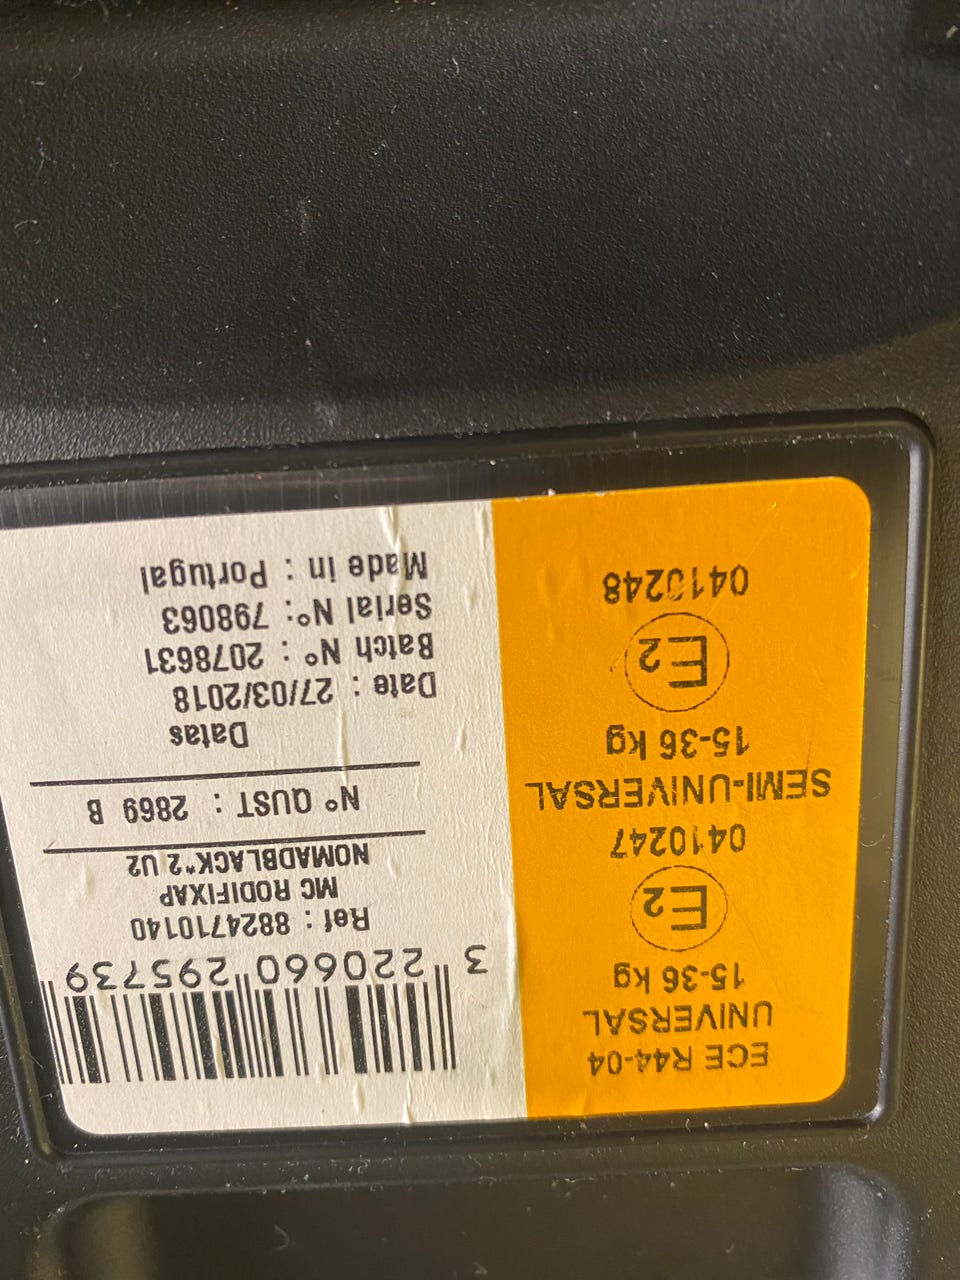 ECE R44-04
UNIVERSAL
15-36 kg
E2
0410247
SEMI-UNIVERSAL
15-36 kg
E2
0410248
3 220660 295739
Ref : 8824710140
MC RODIFIXAP
NOMADBLACK*2 U2
N° QUST : 2869 B
Datas
Date : 27/03/2018
Batch N° : 2078631
Serial N°: 798063
Made in : Portugal